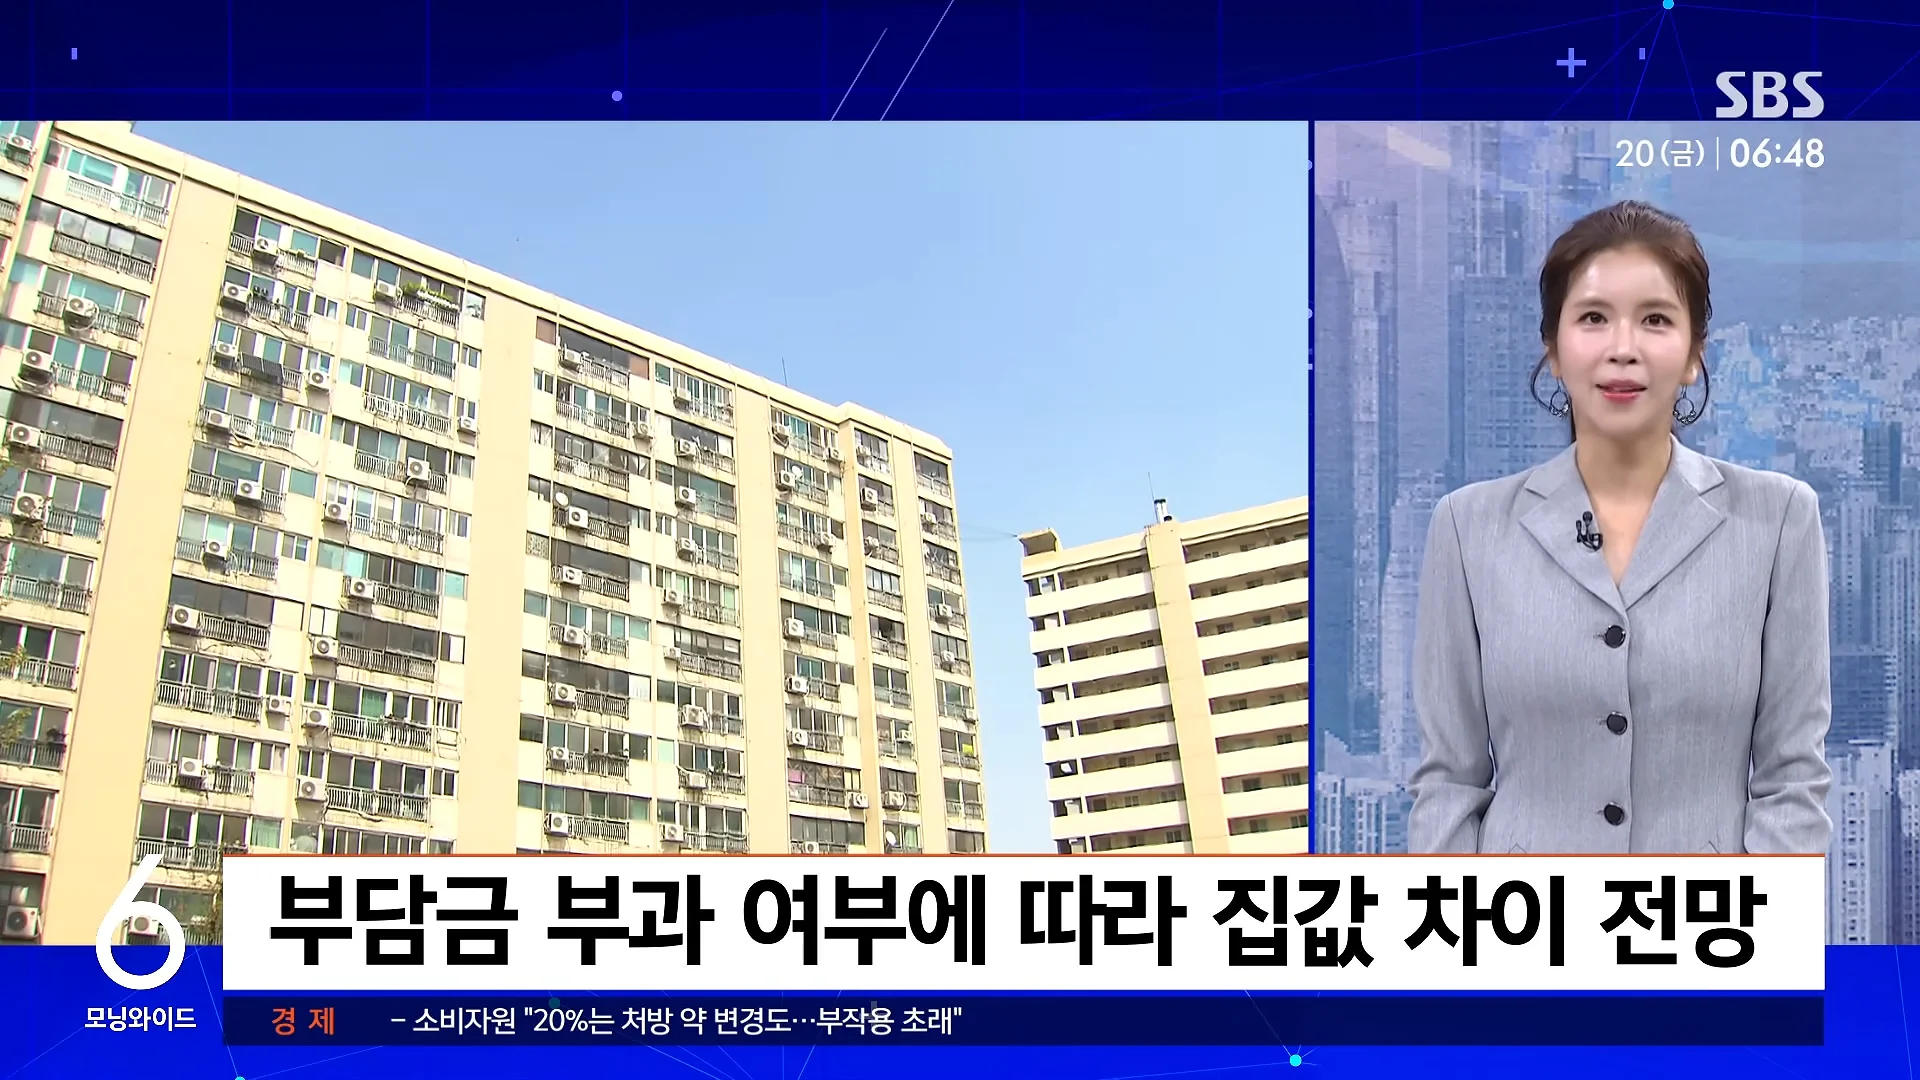 SBS
20(금) | 06:48
부담금 부과 여부에 따라 집값 차이 전망
6
모닝와이드
경제 - 소비자원 "20%는 처방 약 변경도…부작용 초래"